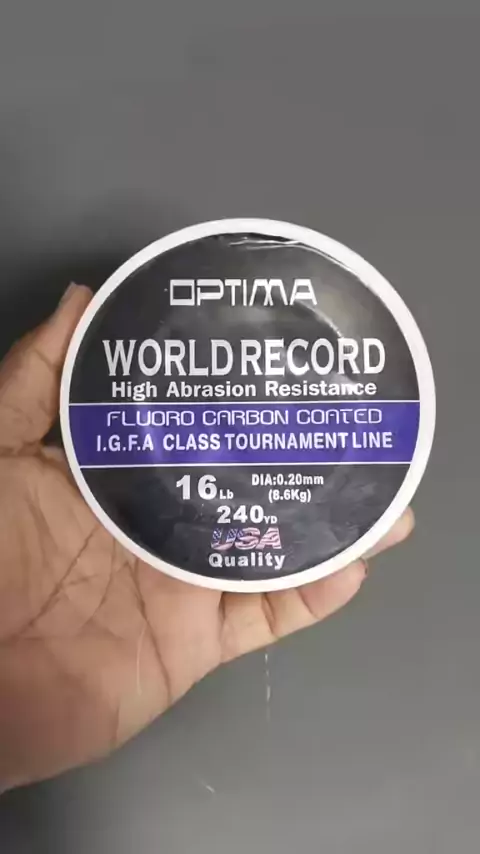 OPTIMA
WORLD RECORD
High Abrasion Resistance
FLUORO CARBON COATED
I.G.F.A CLASS TOURNAMENT LINE
16Lb DIA:0.20mm
(8.6Kg)
240YD
USA
Quality